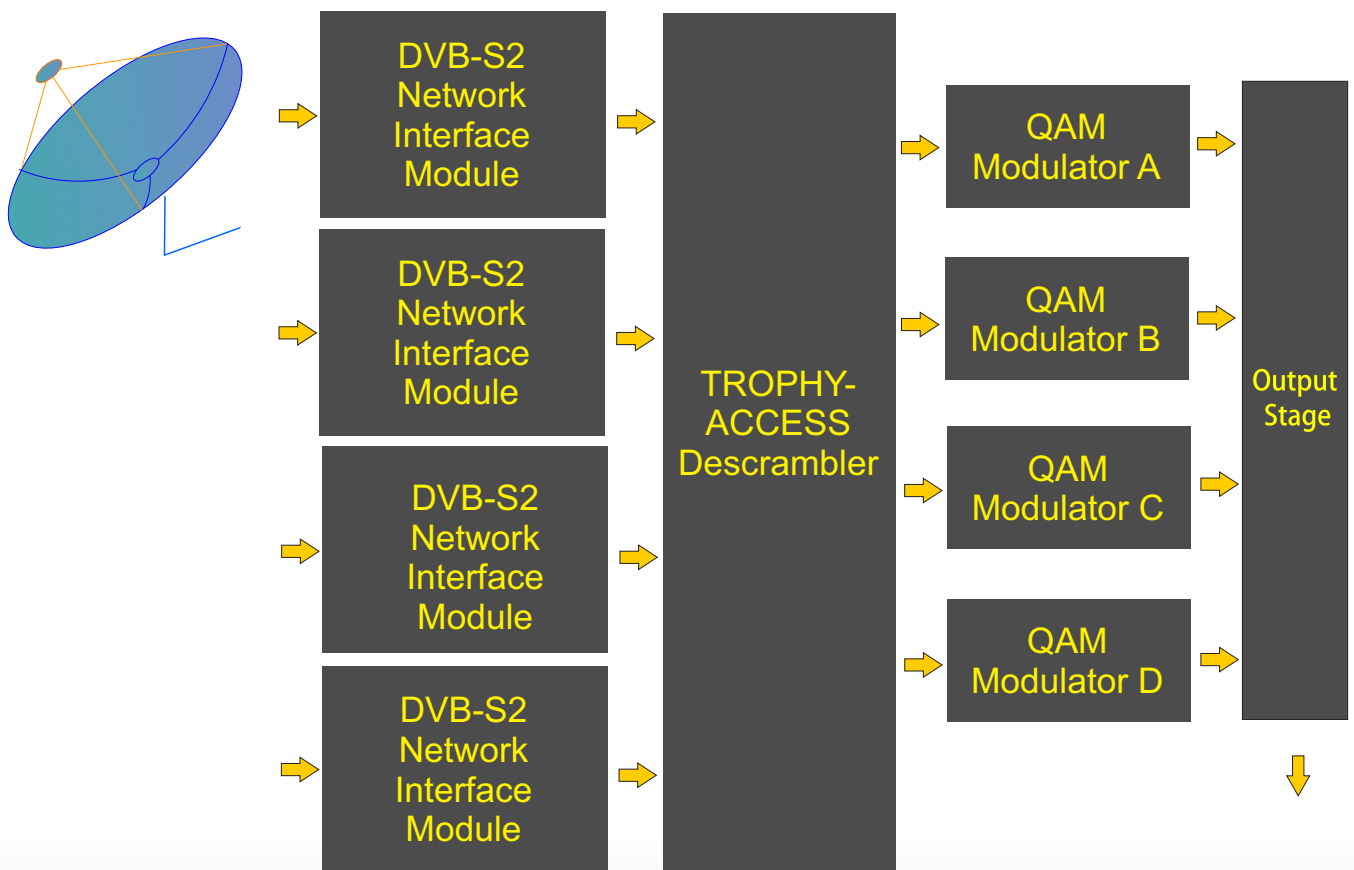 DVB-S2
Network
Interface
Module
DVB-S2
Network
Interface
Module
DVB-S2
Network
Interface
Module
DVB-S2
Network
Interface
Module
TROPHY-
ACCESS
Descrambler
QAM
Modulator A
QAM
Modulator B
QAM
Modulator C
QAM
Modulator D
Output
Stage